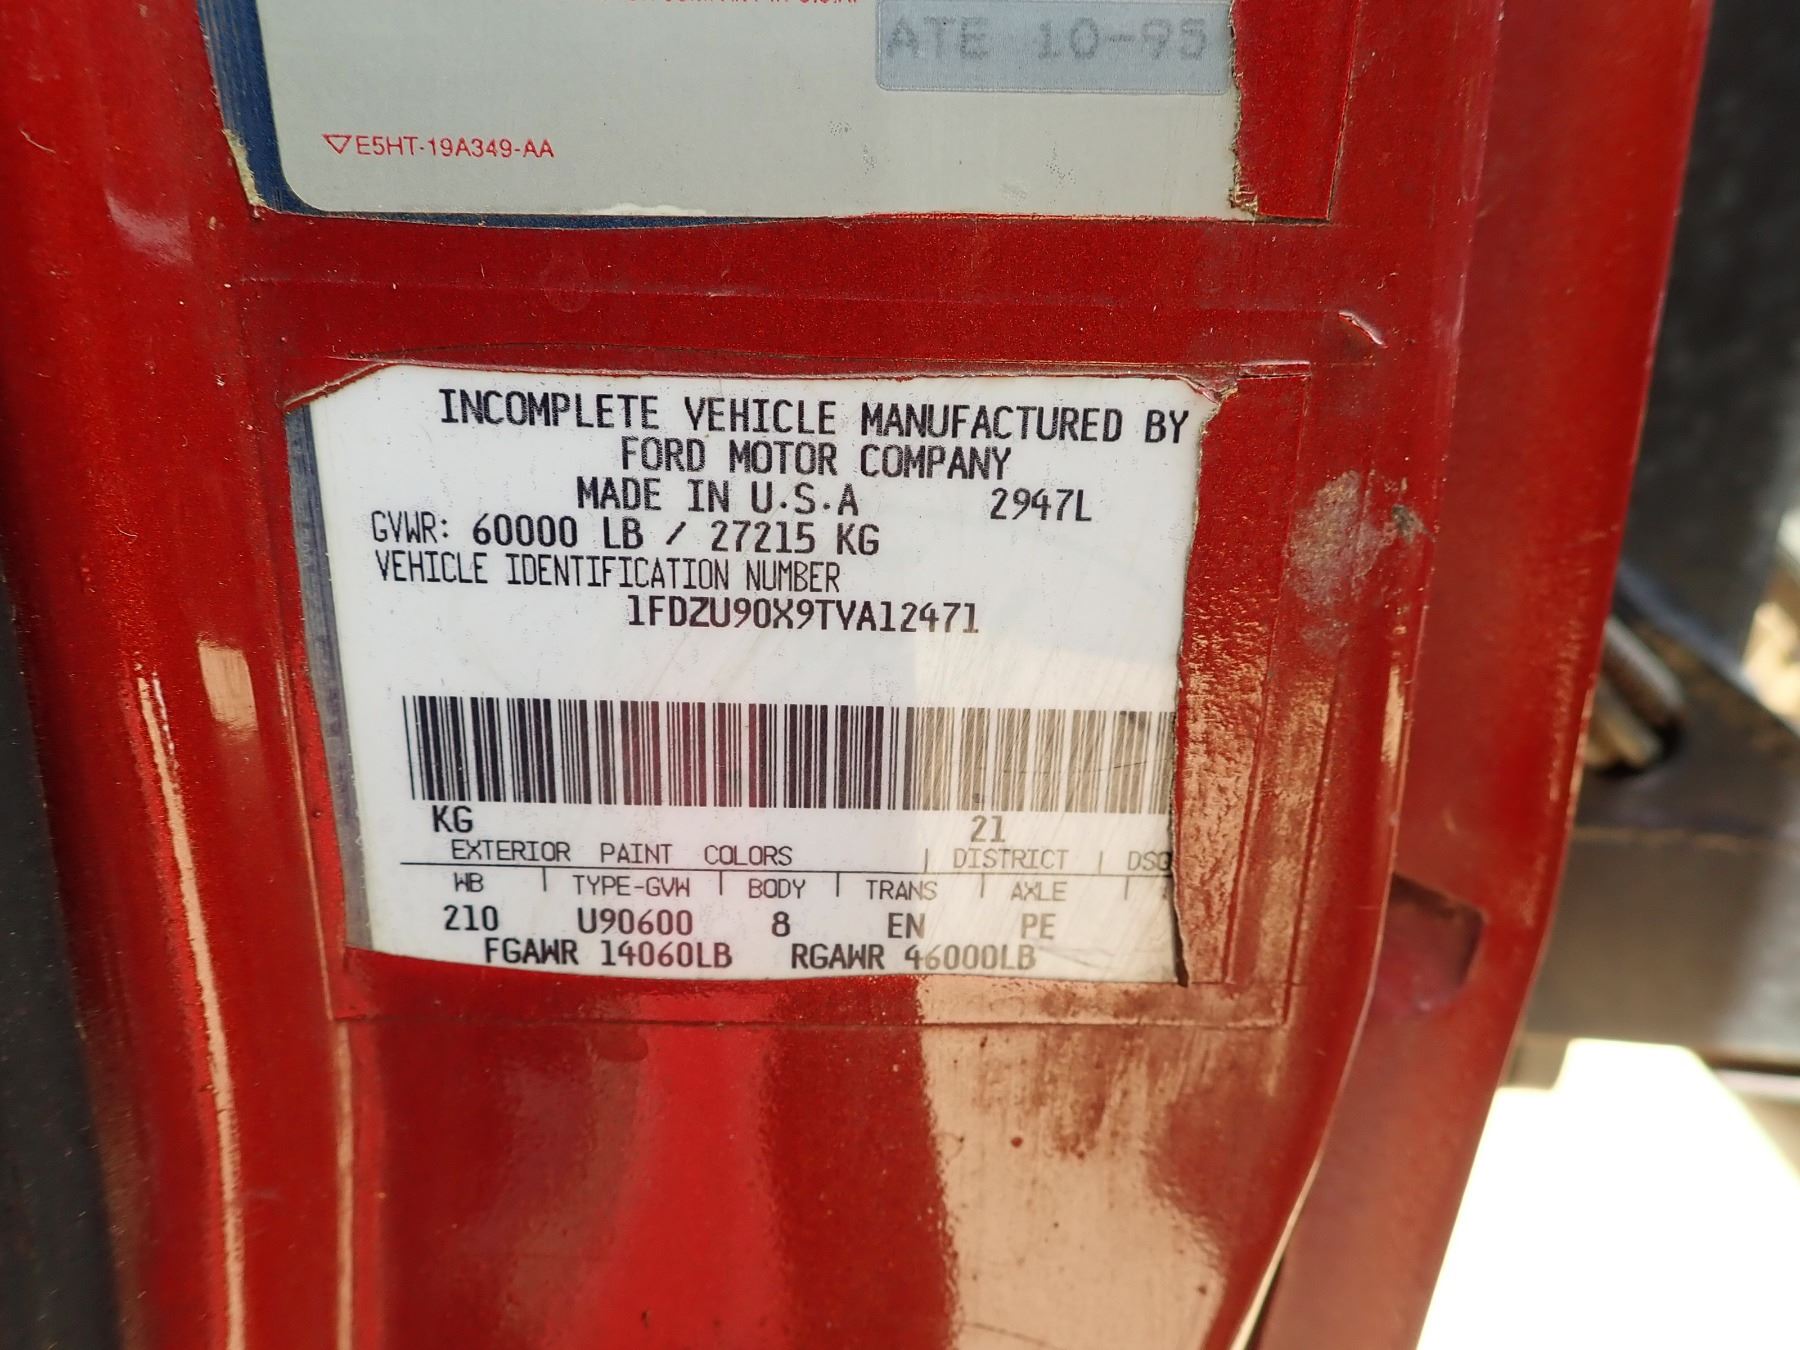 ATE 10-95
▽E5HT-19A349-AA
INCOMPLETE VEHICLE MANUFACTURED BY
FORD MOTOR COMPANY
MADE IN U.S.A 2947L
GVWR: 60000 LB / 27215 KG
VEHICLE IDENTIFICATION NUMBER
1FDZU90X9TVA12471
KG 21
EXTERIOR PAINT COLORS | DISTRICT | DSO
WB | TYPE-GVW | BODY | TRANS | AXLE |
210 U90600 8 EN PE
FGAWR 14060LB RGAWR 46000LB